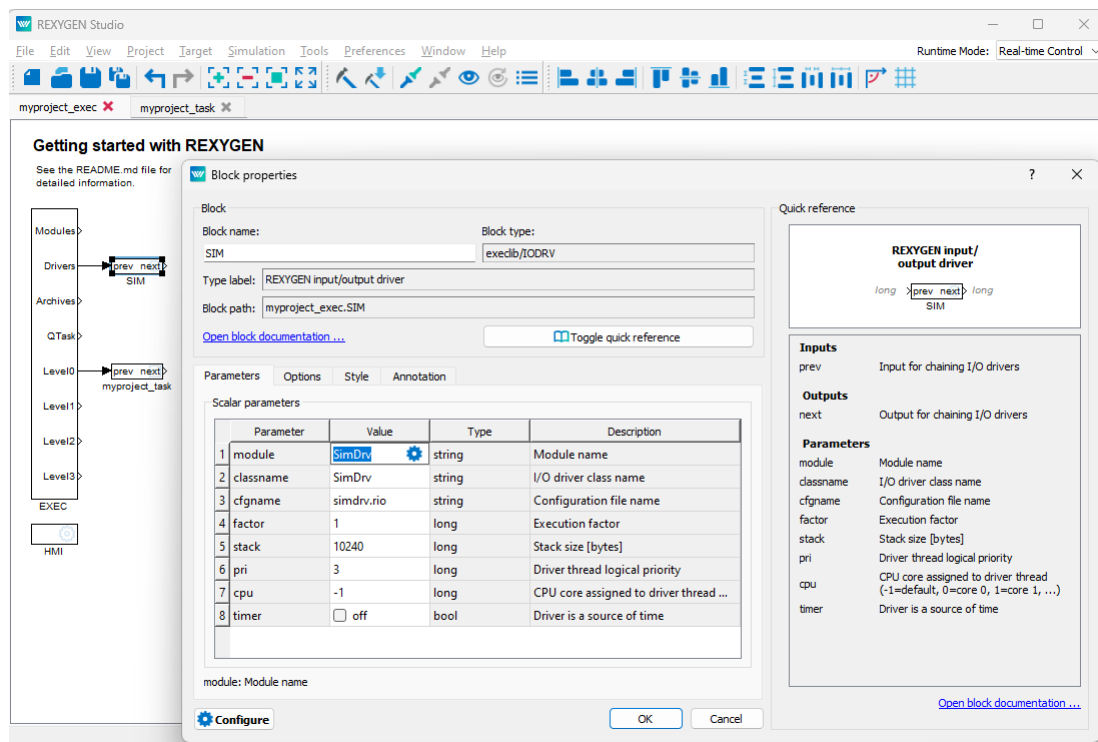 REXYGEN Studio
File Edit View Project Target Simulation Tools Preferences Window Help
Runtime Mode: Real-time Control
myproject_exec
myproject_task
Getting started with REXYGEN
See the README.md file for
detailed information.
Modules
Drivers
prev next
SIM
Archives
QTask
Level0
prev next
myproject_task
Level1
Level2
Level3
EXEC
HMI
Block properties
?
Block
Block name:
Block type:
SIM
execlib/IODRV
Type label: REXYGEN input/output driver
Block path: myproject_exec.SIM
Open block documentation ...
Toggle quick reference
Parameters Options Style Annotation
Scalar parameters
Parameter Value Type Description
1 module SimDrv string Module name
2 classname SimDrv string I/O driver class name
3 cfgname simdrv.rio string Configuration file name
4 factor 1 long Execution factor
5 stack 10240 long Stack size [bytes]
6 pri 3 long Driver thread logical priority
7 cpu -1 long CPU core assigned to driver thread ...
8 timer off bool Driver is a source of time
module: Module name
Configure
OK
Cancel
Quick reference
REXYGEN input/
output driver
long prev next long
SIM
Inputs
prev Input for chaining I/O drivers
Outputs
next Output for chaining I/O drivers
Parameters
module Module name
classname I/O driver class name
cfgname Configuration file name
factor Execution factor
stack Stack size [bytes]
pri Driver thread logical priority
cpu CPU core assigned to driver thread
(-1=default, 0=core 0, 1=core 1, ...)
timer Driver is a source of time
Open block documentation ...